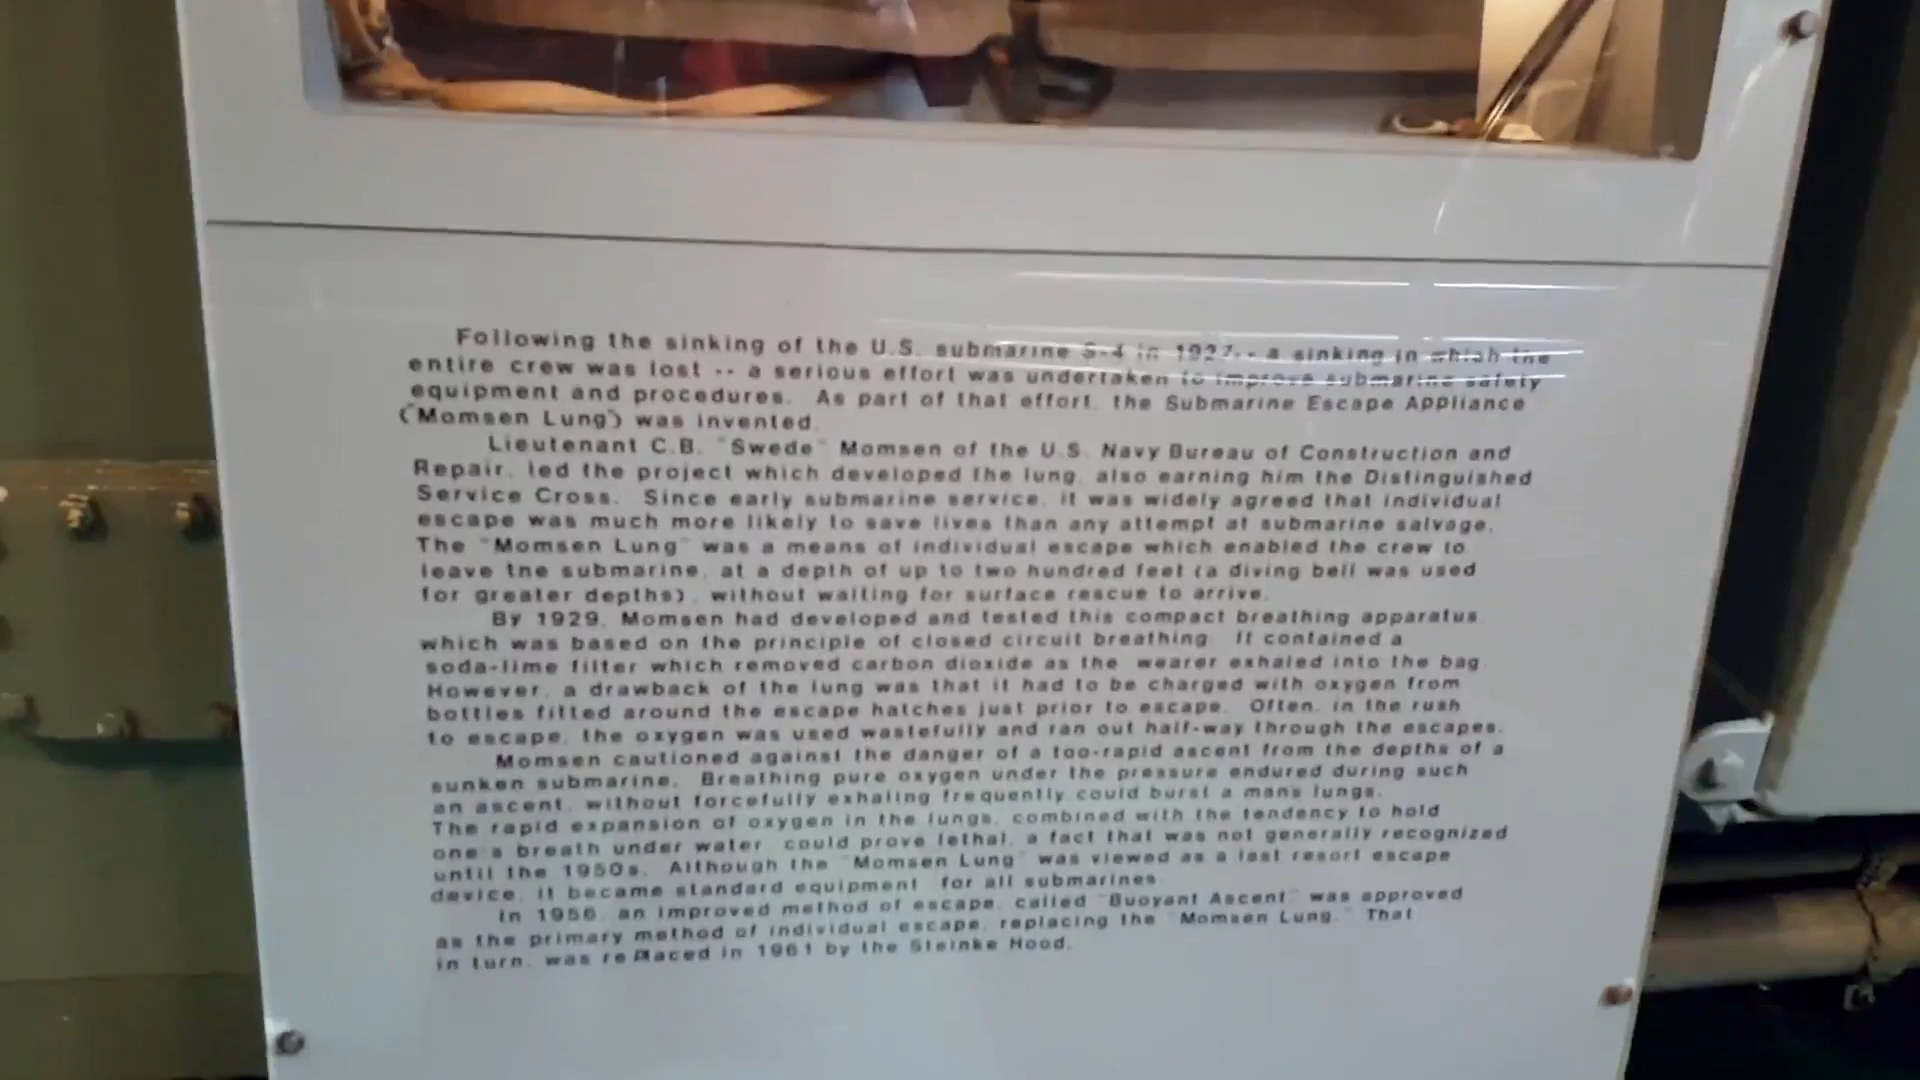 Following the sinking of the U.S. submarine S-4 in 1927-- a sinking in which the
entire crew was lost -- a serious effort was undertaken to improve submarine safety
equipment and procedures. As part of that effort, the Submarine Escape Appliance
("Momsen Lung") was invented.
Lieutenant C.B. "Swede" Momsen of the U.S. Navy Bureau of Construction and
Repair, led the project which developed the lung, also earning him the Distinguished
Service Cross. Since early submarine service, it was widely agreed that individual
escape was much more likely to save lives than any attempt at submarine salvage.
The "Momsen Lung" was a means of individual escape which enabled the crew to
leave the submarine, at a depth of up to two hundred feet (a diving bell was used
for greater depths), without waiting for surface rescue to arrive.
By 1929, Momsen had developed and tested this compact breathing apparatus,
which was based on the principle of closed circuit breathing. It contained a
soda-lime filter which removed carbon dioxide as the wearer exhaled into the bag.
However, a drawback of the lung was that it had to be charged with oxygen from
bottles fitted around the escape hatches just prior to escape. Often, in the rush
to escape, the oxygen was used wastefully and ran out half-way through the escapes.
Momsen cautioned against the danger of a too-rapid ascent from the depths of a
sunken submarine. Breathing pure oxygen under the pressure endured during such
an ascent, without forcefully exhaling frequently could burst a mans lungs.
The rapid expansion of oxygen in the lungs, combined with the tendency to hold
one's breath under water, could prove lethal, a fact that was not generally recognized
until the 1950s. Although the "Momsen Lung" was viewed as a last resort escape
device, it became standard equipment for all submarines.
In 1956, an improved method of escape, called "Buoyant Ascent" was approved
as the primary method of individual escape, replacing the "Momsen Lung." That
in turn, was replaced in 1961 by the Steinke Hood.